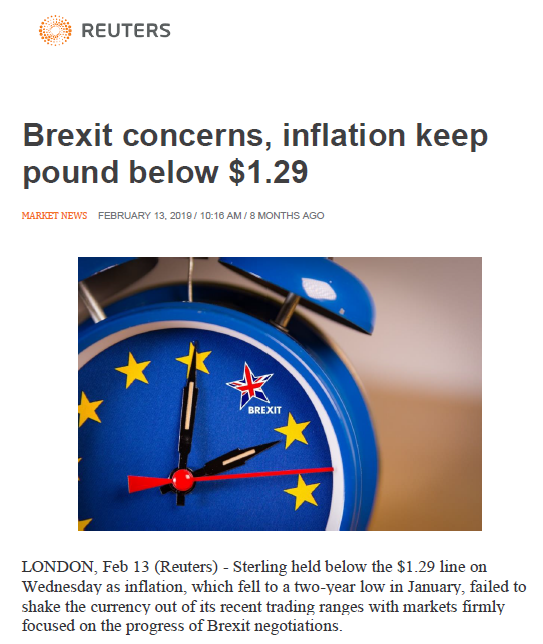 REUTERS
Brexit concerns, inflation keep
pound below $1.29
MARKET NEWS FEBRUARY 13, 2019 / 10:16 AM / 8 MONTHS AGO
BREXIT
LONDON, Feb 13 (Reuters) - Sterling held below the $1.29 line on
Wednesday as inflation, which fell to a two-year low in January, failed to
shake the currency out of its recent trading ranges with markets firmly
focused on the progress of Brexit negotiations.